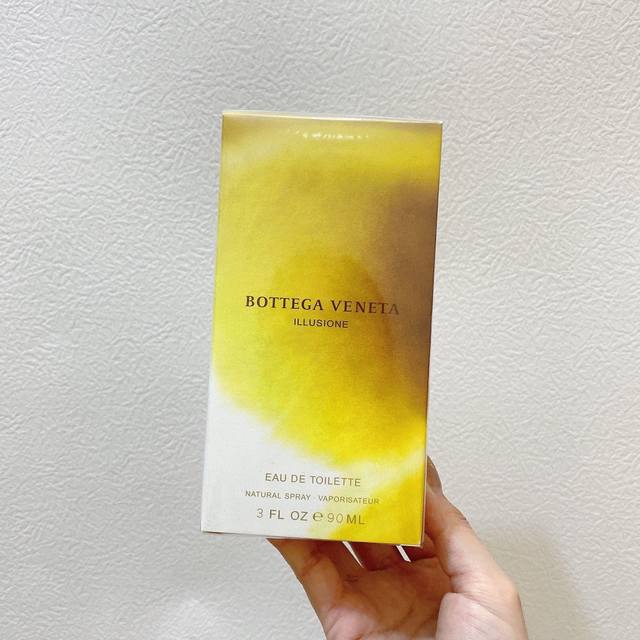 BOTTEGA VENETA
ILLUSIONE
EAU DE TOILETTE
NATURAL SPRAY · VAPORISATEUR
3 FL OZ ℮ 90 ML